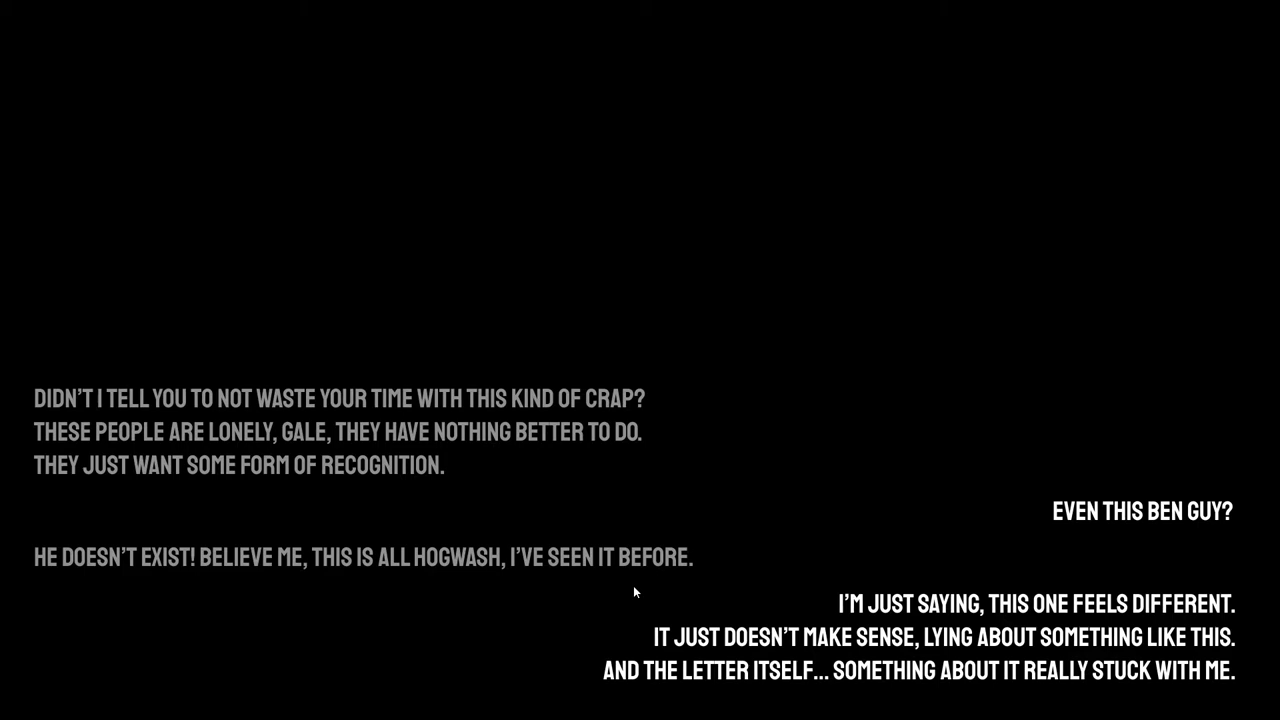 DIDN’T I TELL YOU TO NOT WASTE YOUR TIME WITH THIS KIND OF CRAP?
THESE PEOPLE ARE LONELY, GALE, THEY HAVE NOTHING BETTER TO DO.
THEY JUST WANT SOME FORM OF RECOGNITION.
EVEN THIS BEN GUY?
HE DOESN’T EXIST! BELIEVE ME, THIS IS ALL HOGWASH, I’VE SEEN IT BEFORE.
I’M JUST SAYING, THIS ONE FEELS DIFFERENT.
IT JUST DOESN’T MAKE SENSE, LYING ABOUT SOMETHING LIKE THIS.
AND THE LETTER ITSELF... SOMETHING ABOUT IT REALLY STUCK WITH ME.